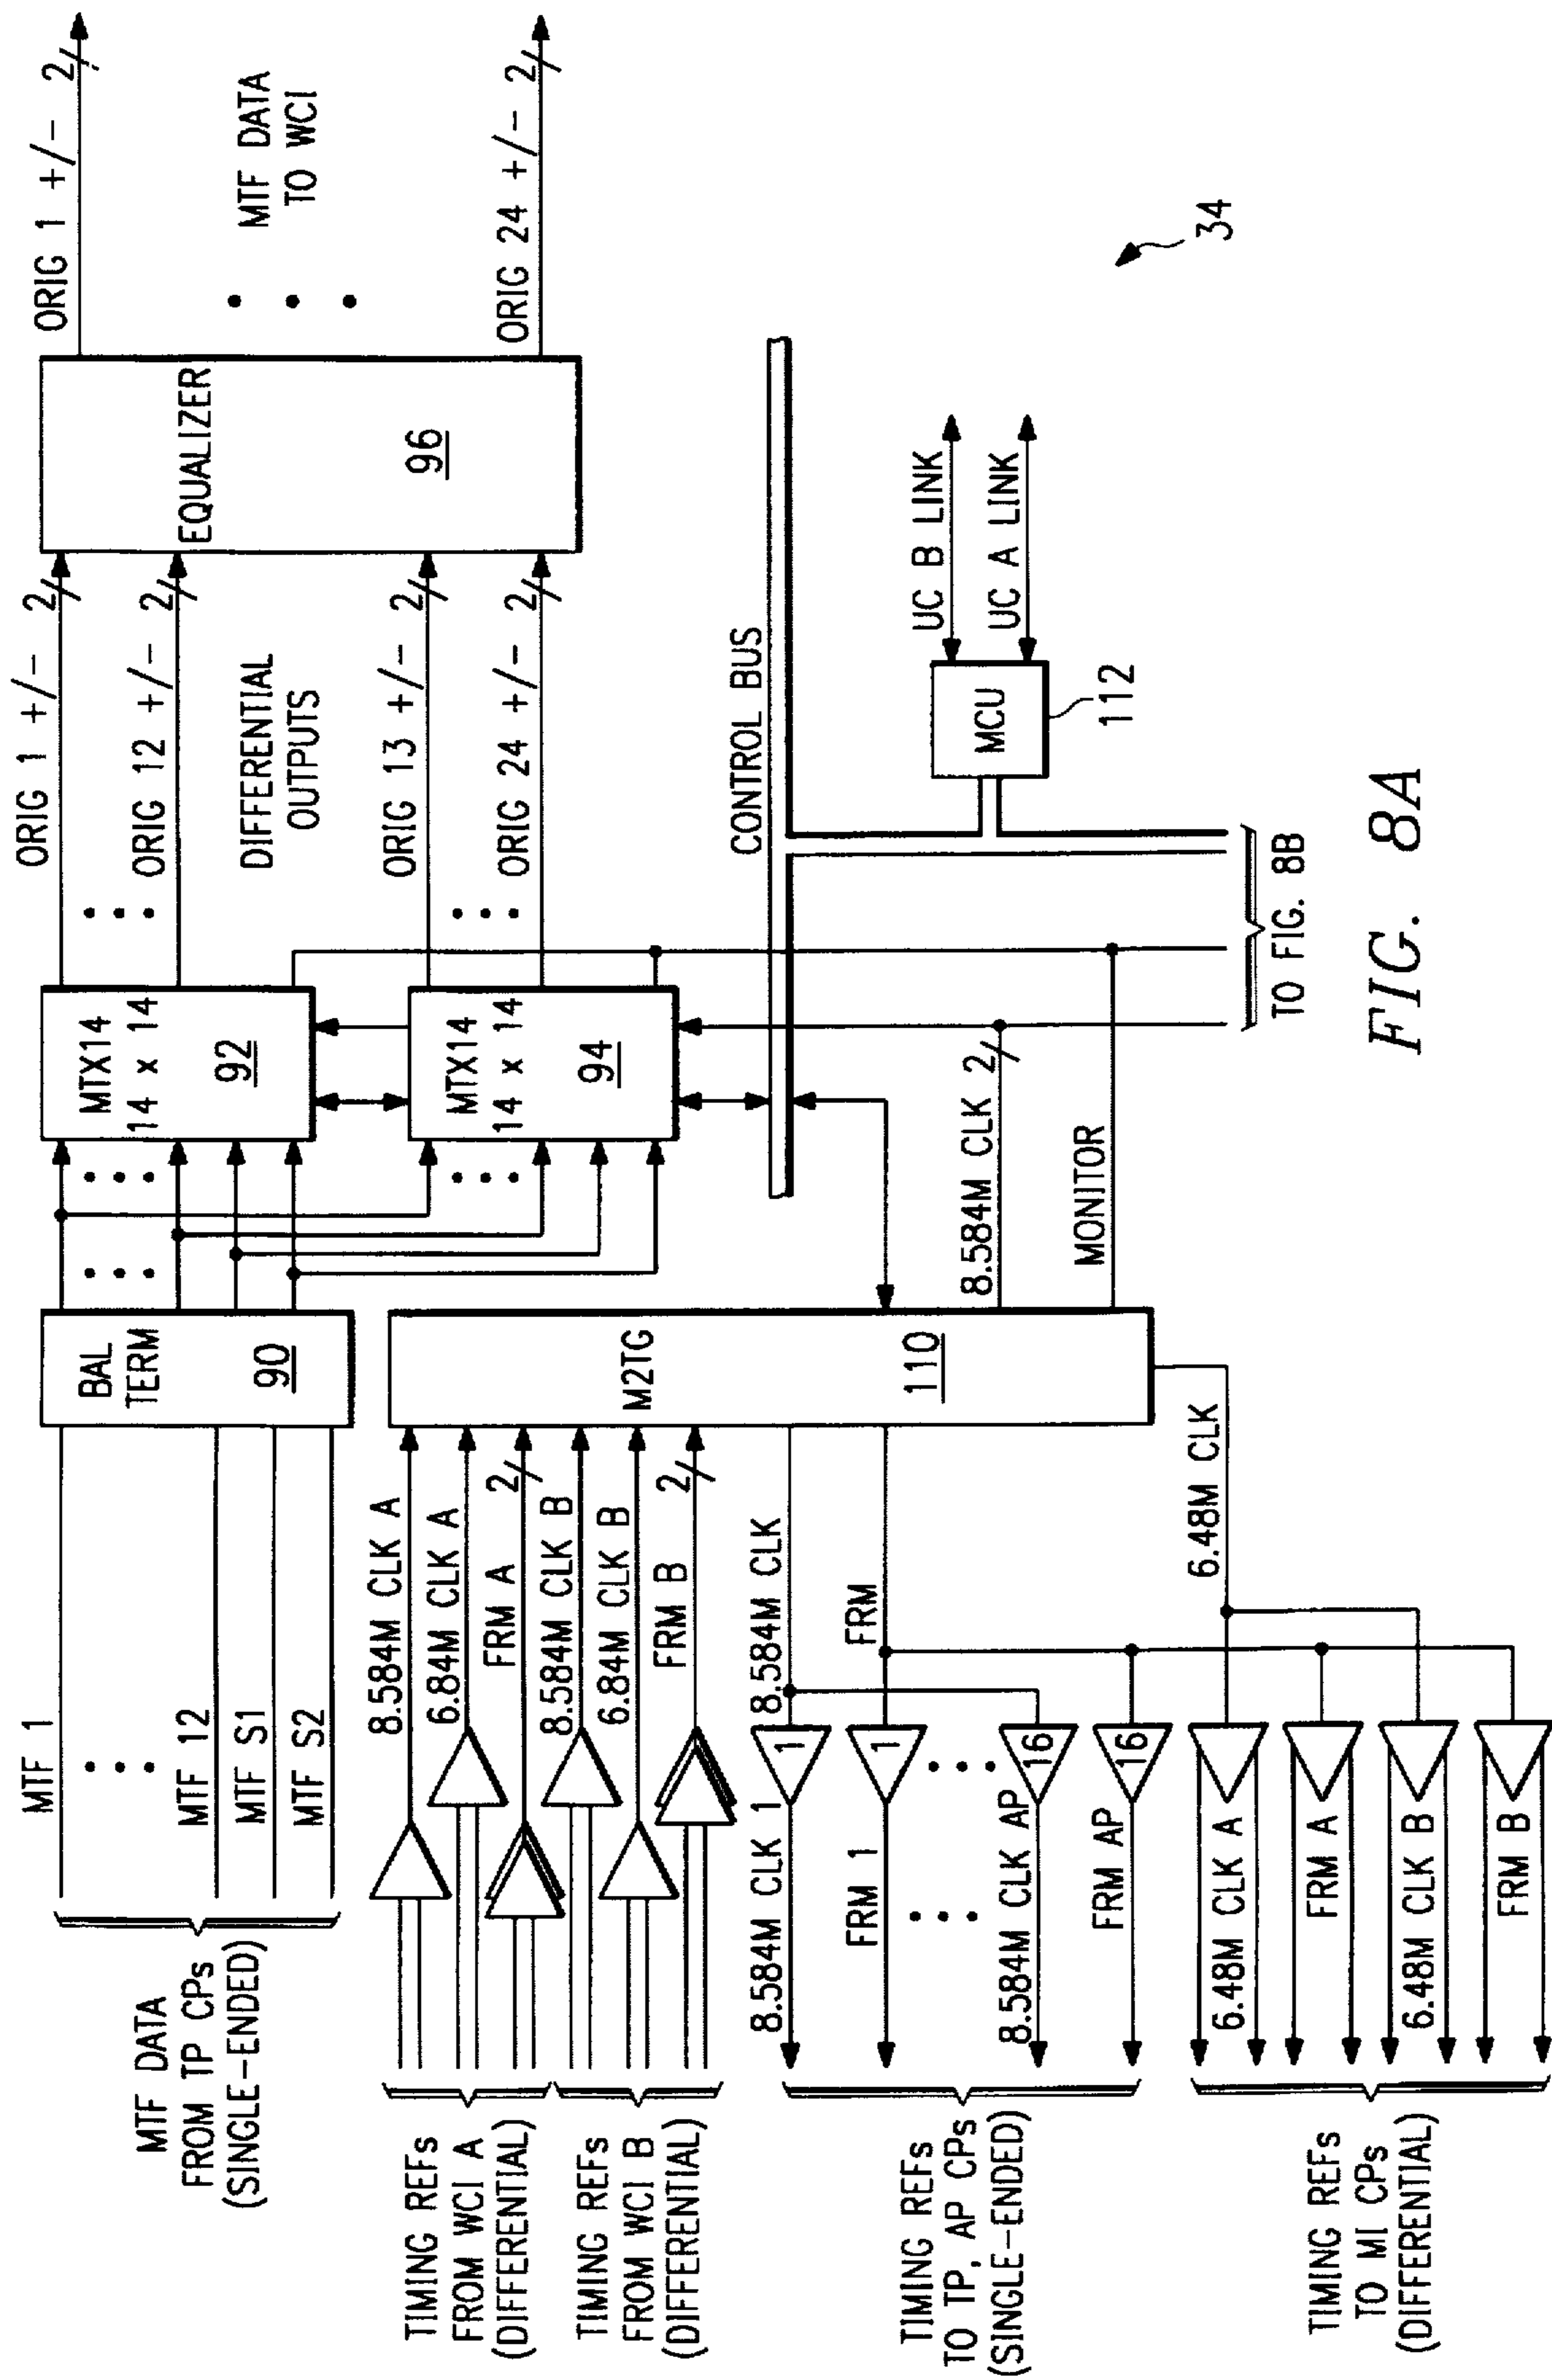 MTF DATA
FROM TP CPs
(SINGLE-ENDED)
MTF 1
MTF 12
MTF S1
MTF S2
BAL
TERM
90
MTX14
14 x 14
92
MTX14
14 x 14
94
ORIG 1 +/- 2
ORIG 12 +/- 2
DIFFERENTIAL
OUTPUTS
ORIG 13 +/- 2
ORIG 24 +/- 2
EQUALIZER
96
ORIG 1 +/- 2
MTF DATA
TO WCI
ORIG 24 +/- 2
TIMING REFs
FROM WCI A
(DIFFERENTIAL)
TIMING REFs
FROM WCI B
(DIFFERENTIAL)
8.584M CLK A
6.84M CLK A
FRM A 2
8.584M CLK B
6.84M CLK B
FRM B 2
M2TG
110
CONTROL BUS
8.584M CLK 2
MONITOR
MCU
112
UC B LINK
UC A LINK
34
TIMING REFs
TO TP, AP CPs
(SINGLE-ENDED)
8.584M CLK 1
1
8.584M CLK
FRM 1
1
FRM
8.584M CLK AP
16
FRM AP
16
TIMING REFs
TO MI CPs
(DIFFERENTIAL)
6.48M CLK A
FRM A
6.48M CLK B
FRM B
6.48M CLK
TO FIG. 8B
FIG. 8A